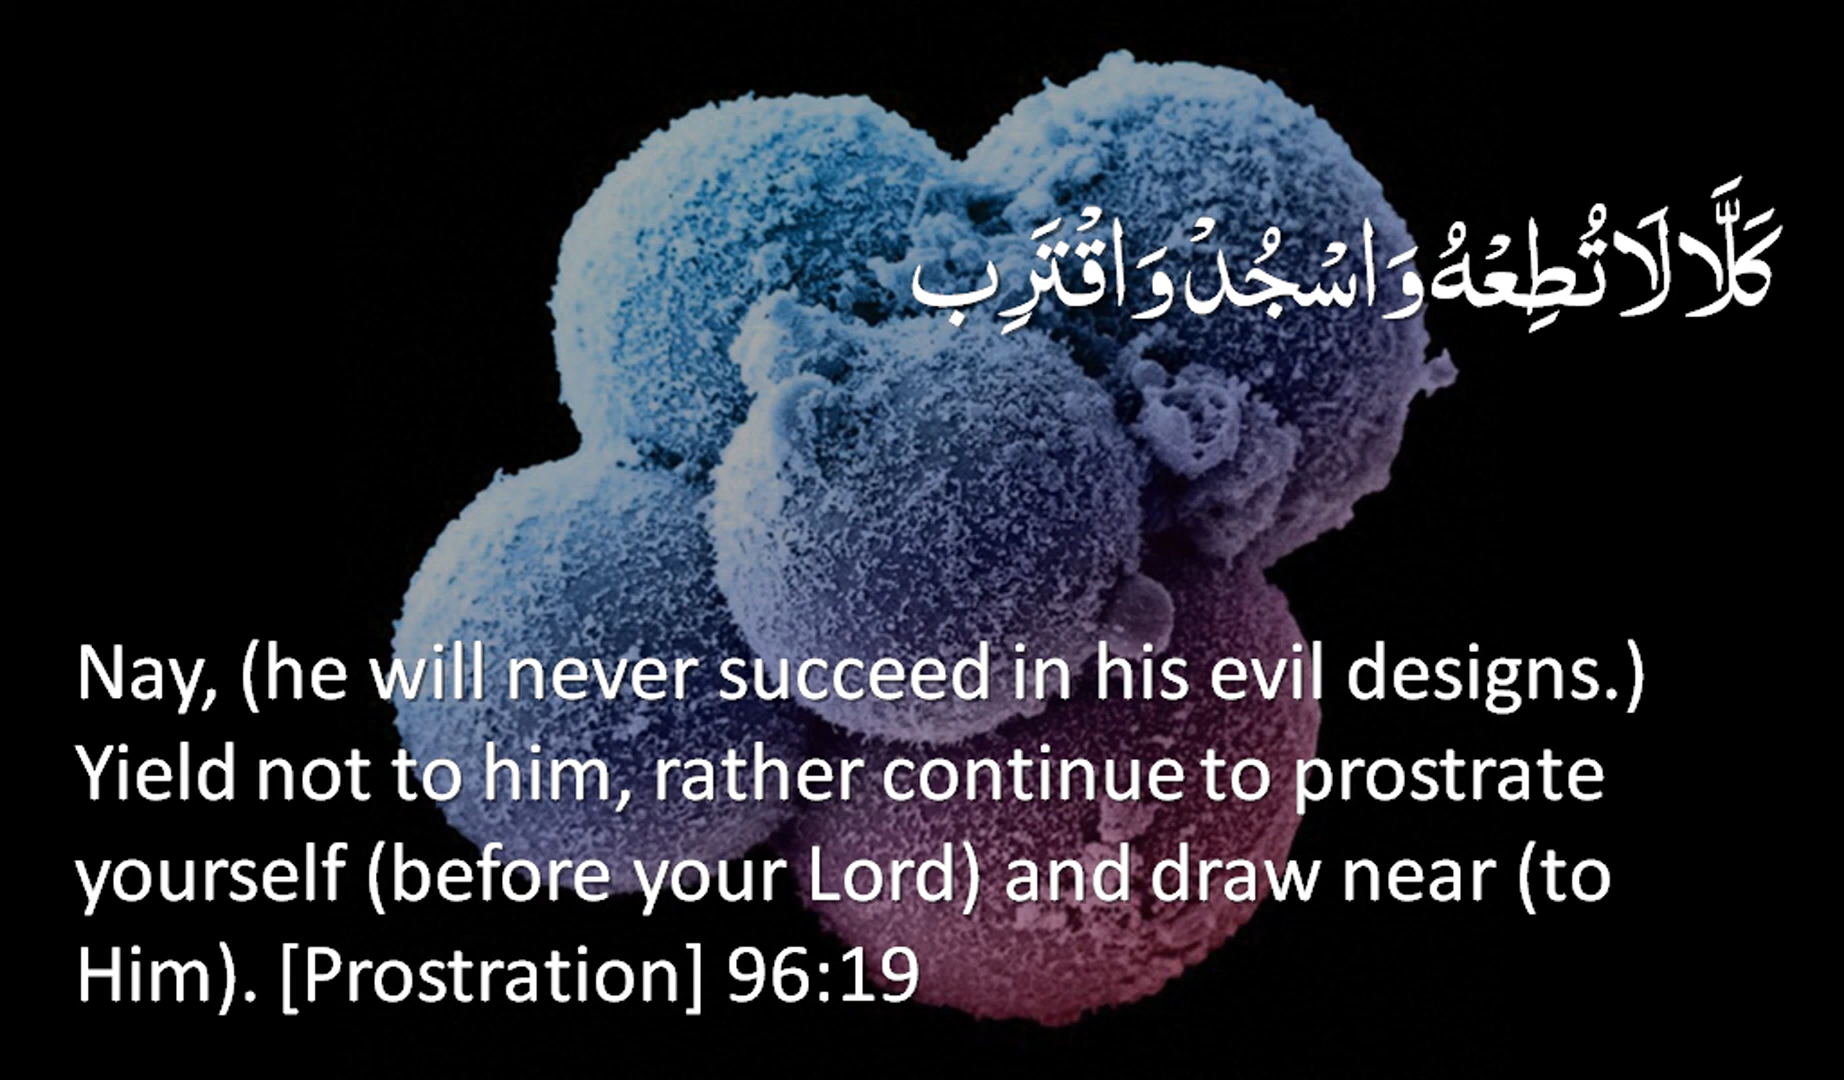 كَلَّا لَا تُطِعْهُ وَاسْجُدْ وَاقْتَرِب
Nay, (he will never succeed in his evil designs.)
Yield not to him, rather continue to prostrate
yourself (before your Lord) and draw near (to
Him). [Prostration] 96:19